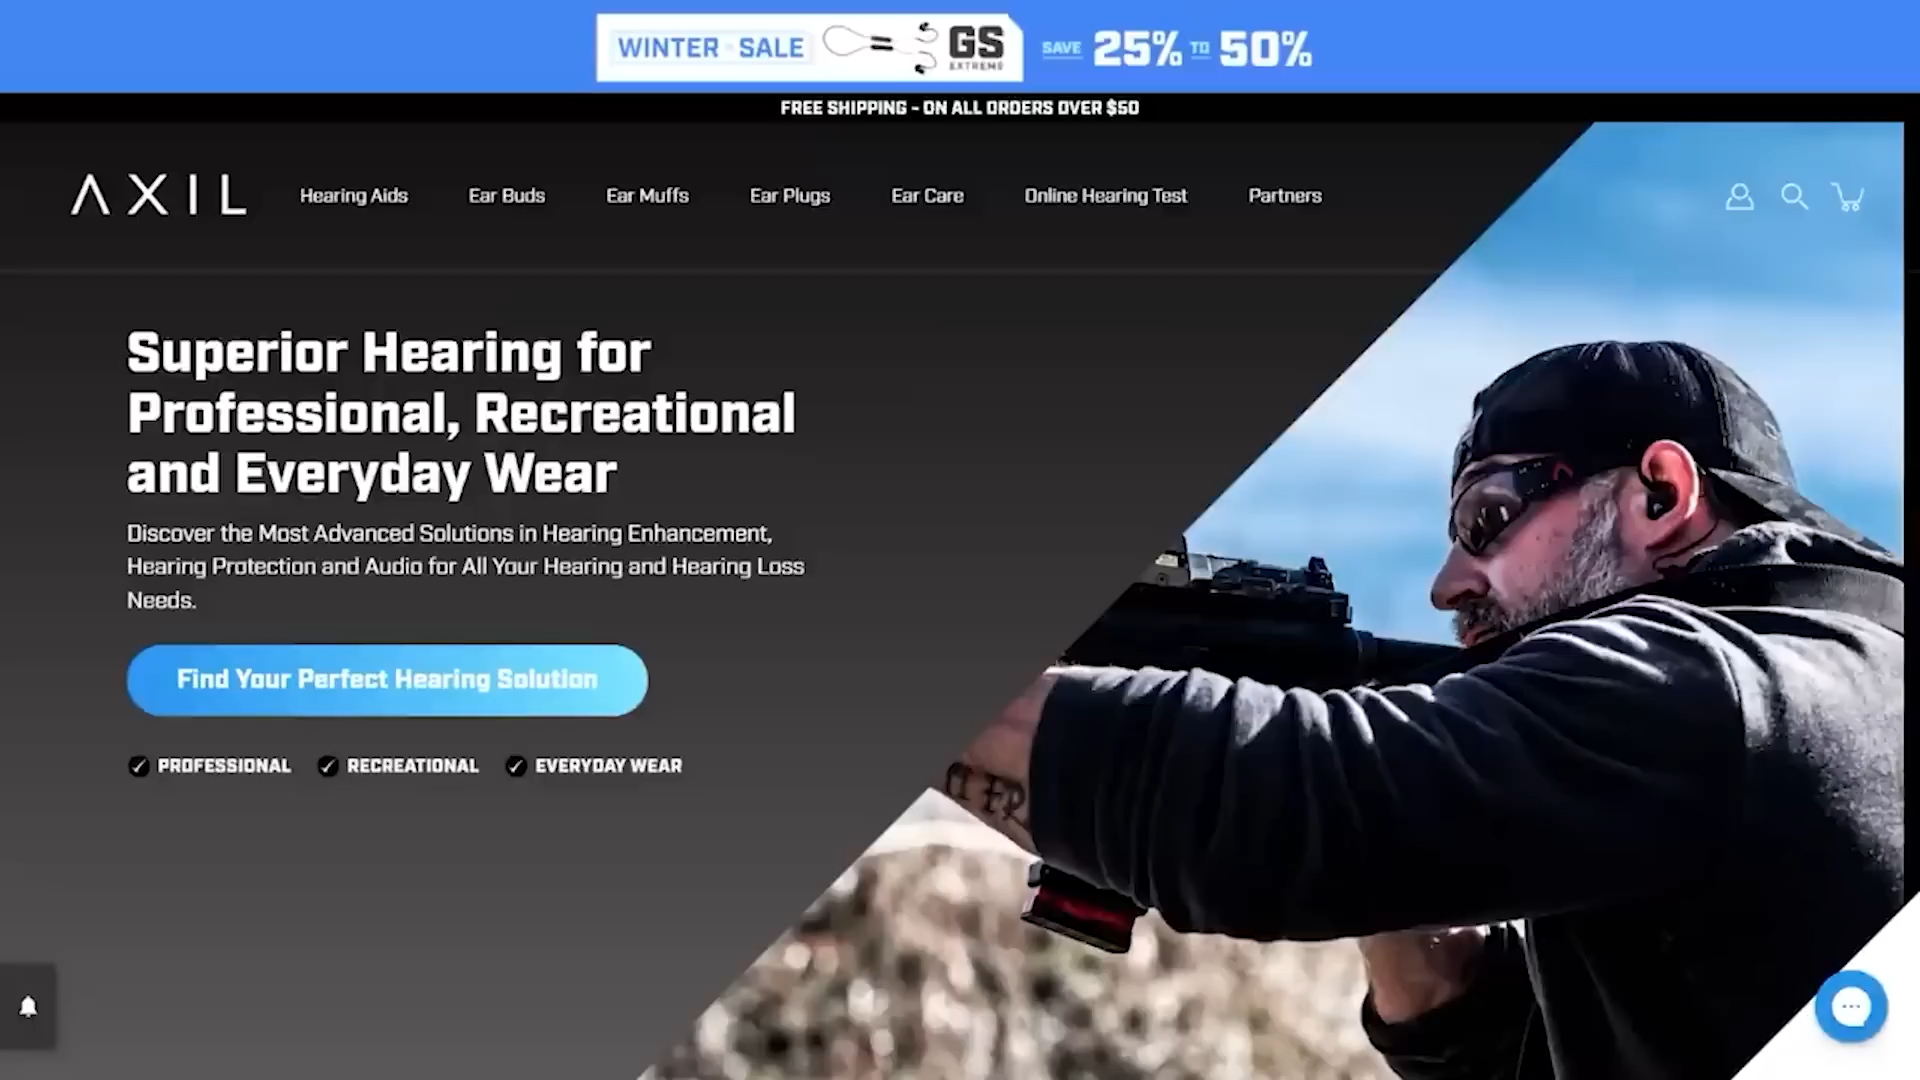 WINTER SALE
GS
EXTREME
SAVE 25% TO 50%
FREE SHIPPING - ON ALL ORDERS OVER $50
AXIL
Hearing Aids
Ear Buds
Ear Muffs
Ear Plugs
Ear Care
Online Hearing Test
Partners
Superior Hearing for
Professional, Recreational
and Everyday Wear
Discover the Most Advanced Solutions in Hearing Enhancement,
Hearing Protection and Audio for All Your Hearing and Hearing Loss
Needs.
Find Your Perfect Hearing Solution
PROFESSIONAL
RECREATIONAL
EVERYDAY WEAR